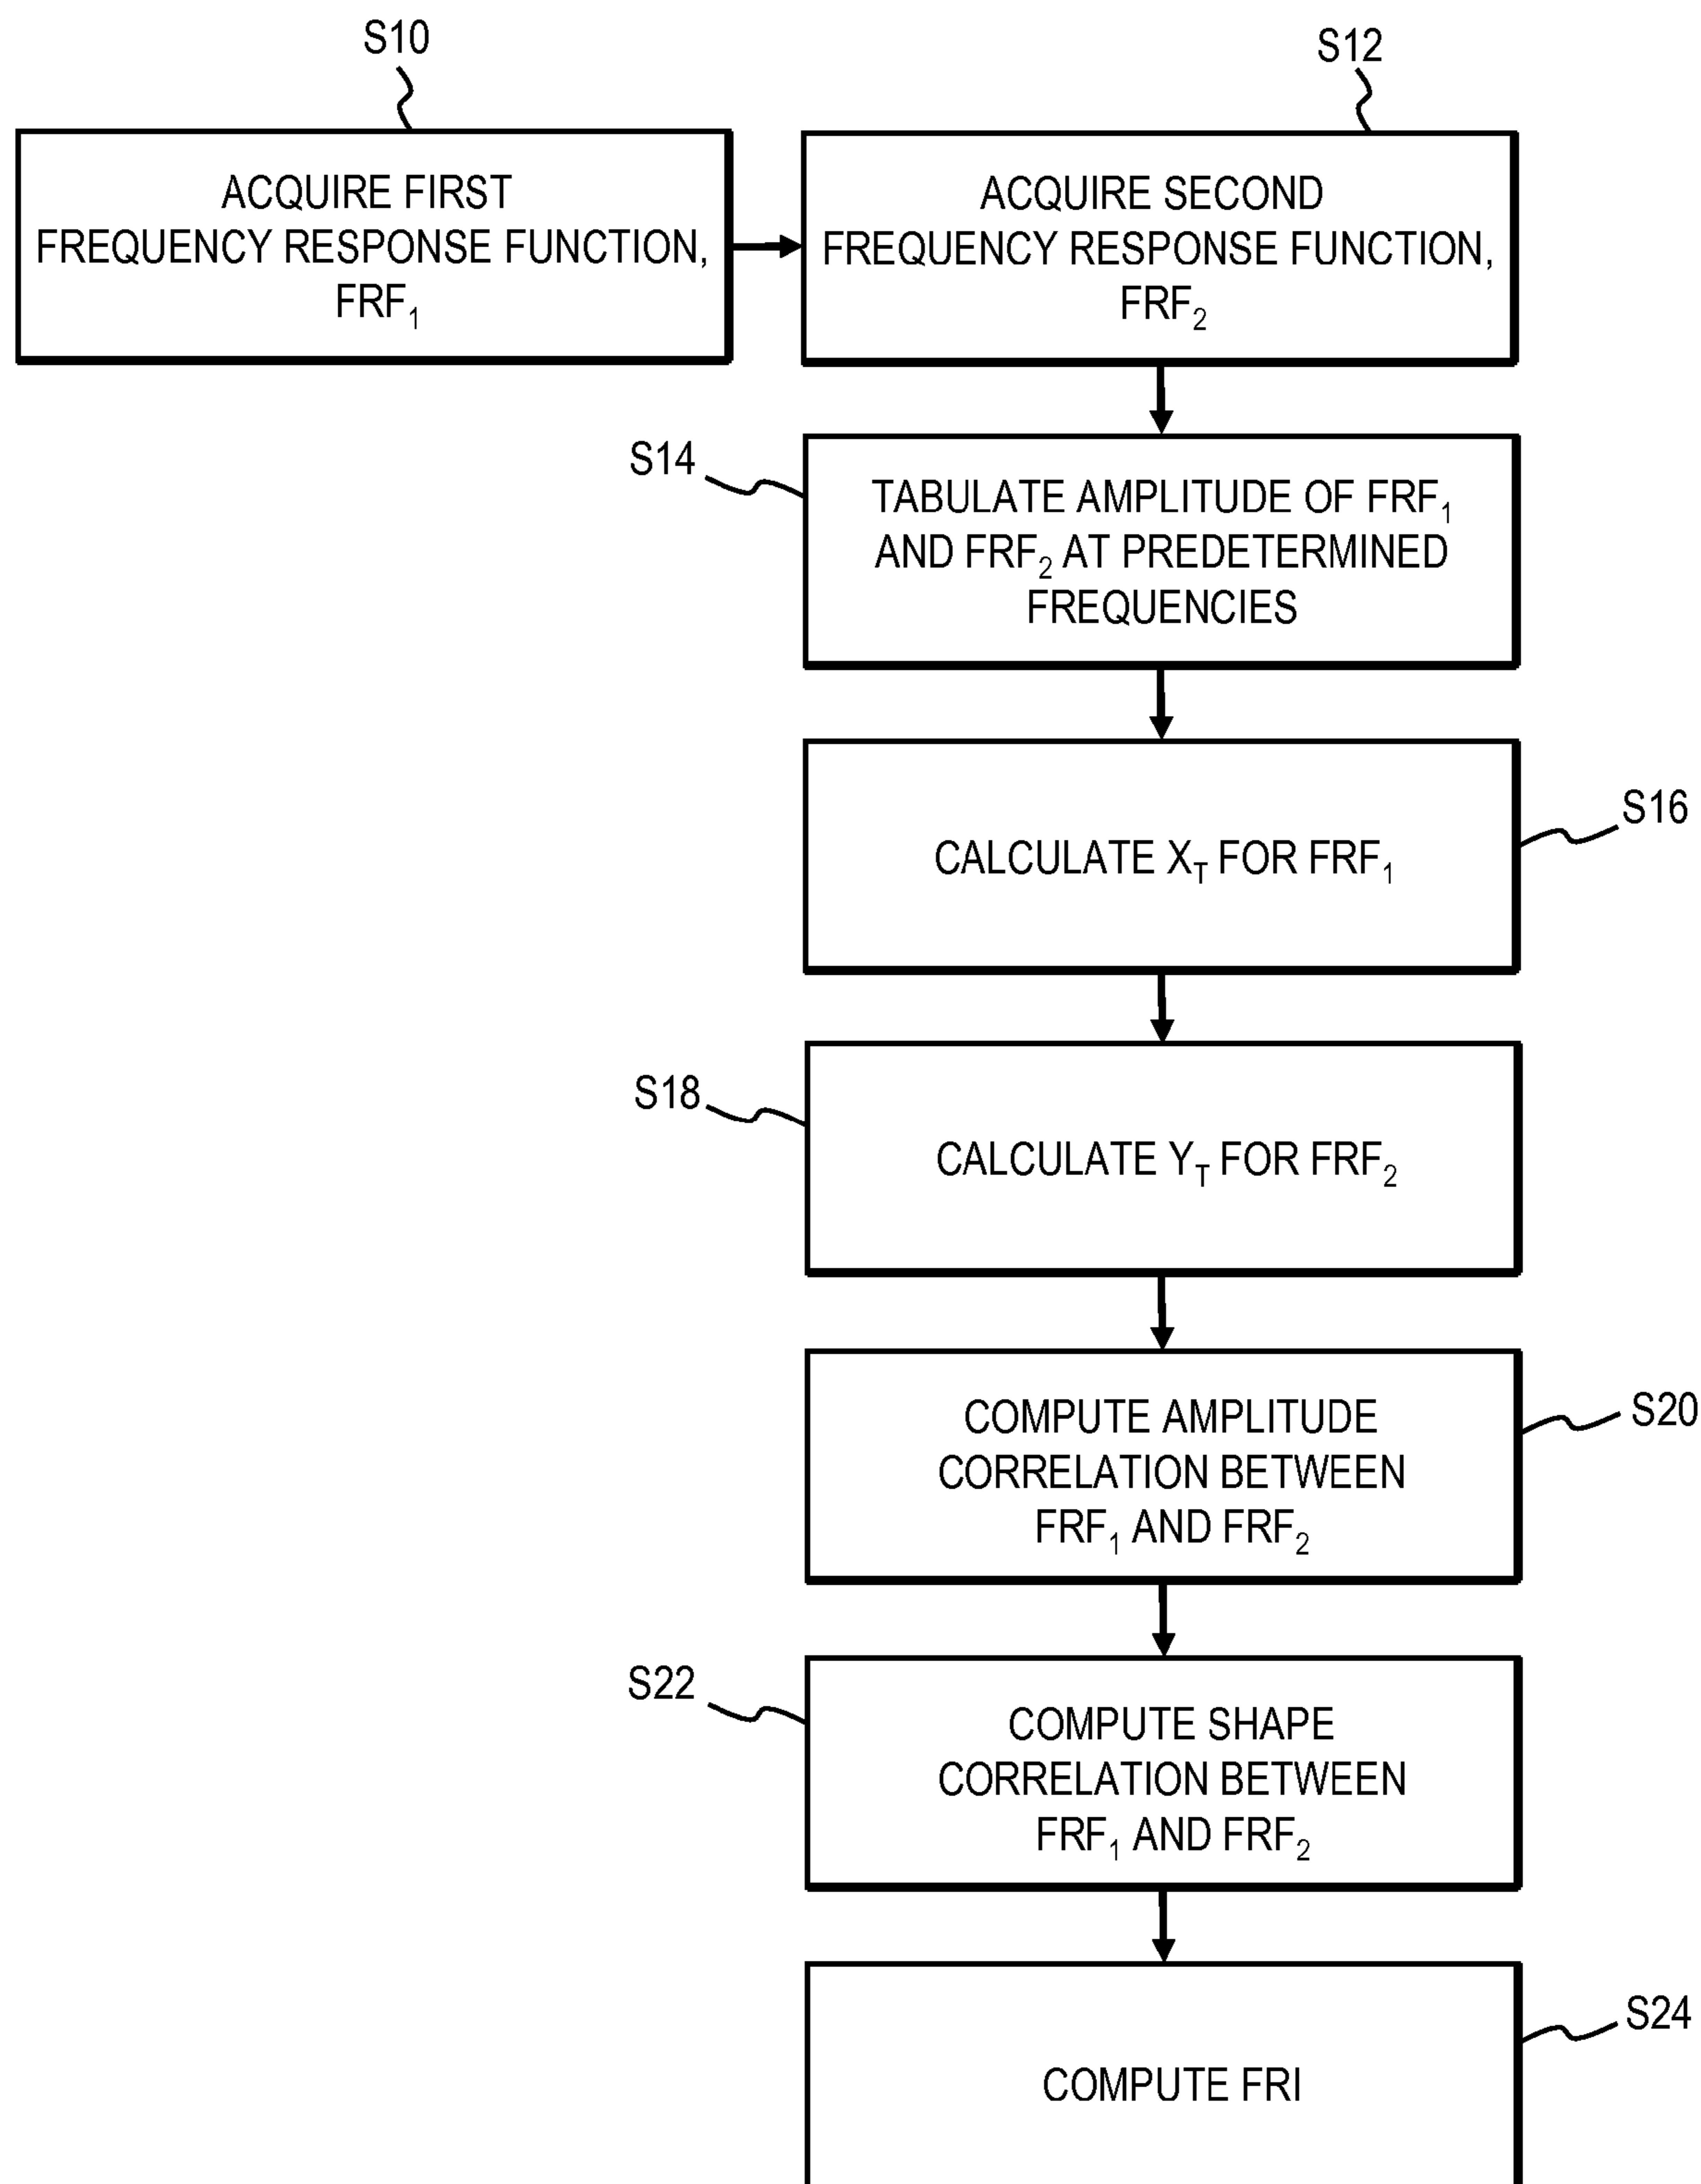 S10
ACQUIRE FIRST
FREQUENCY RESPONSE FUNCTION,
FRF₁
S12
ACQUIRE SECOND
FREQUENCY RESPONSE FUNCTION,
FRF₂
S14
TABULATE AMPLITUDE OF FRF₁
AND FRF₂ AT PREDETERMINED
FREQUENCIES
S16
CALCULATE X_T FOR FRF₁
S18
CALCULATE Y_T FOR FRF₂
S20
COMPUTE AMPLITUDE
CORRELATION BETWEEN
FRF₁ AND FRF₂
S22
COMPUTE SHAPE
CORRELATION BETWEEN
FRF₁ AND FRF₂
S24
COMPUTE FRI